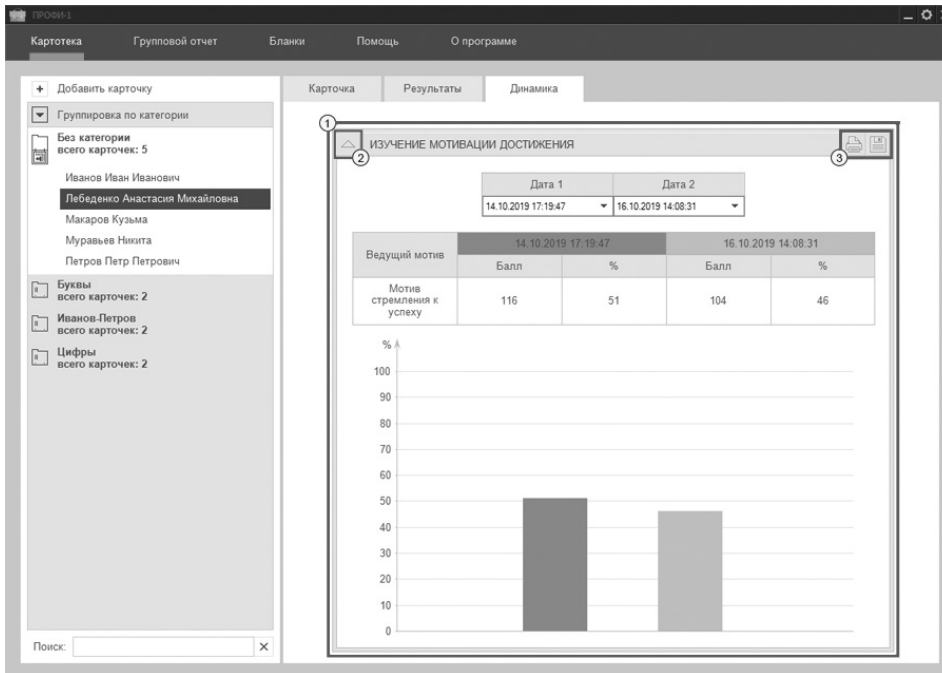 ПРОФИ-1
Картотека Групповой отчет Бланки Помощь О программе
+ Добавить карточку
Группировка по категории
Без категории
всего карточек: 5
Иванов Иван Иванович
Лебеденко Анастасия Михайловна
Макаров Кузьма
Муравьев Никита
Петров Петр Петрович
Буквы
всего карточек: 2
Иванов-Петров
всего карточек: 2
Цифры
всего карточек: 2
Поиск:
Карточка Результаты Динамика
1
2
ИЗУЧЕНИЕ МОТИВАЦИИ ДОСТИЖЕНИЯ
3
Дата 1 Дата 2
14.10.2019 17:19:47 16.10.2019 14:08:31
Ведущий мотив 14.10.2019 17:19:47 16.10.2019 14:08:31
Балл % Балл %
Мотив
стремления к
успеху
116 51 104 46
%
100
90
80
70
60
50
40
30
20
10
0